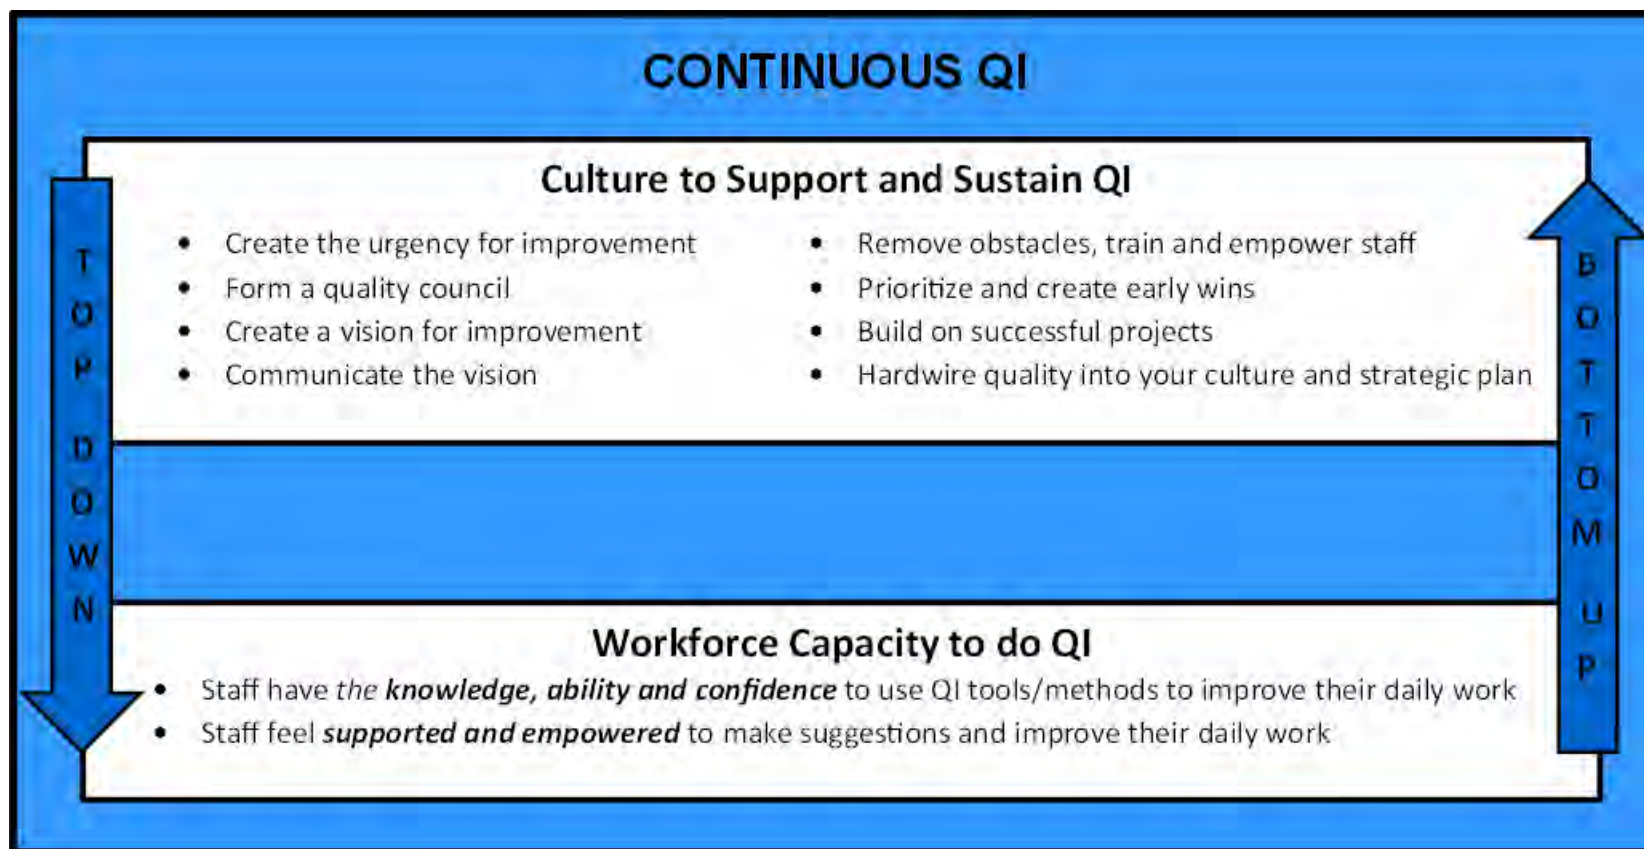 CONTINUOUS QI
Culture to Support and Sustain QI
• Create the urgency for improvement
• Form a quality council
• Create a vision for improvement
• Communicate the vision
• Remove obstacles, train and empower staff
• Prioritize and create early wins
• Build on successful projects
• Hardwire quality into your culture and strategic plan
TOP DOWN
BOTTOM UP
Workforce Capacity to do QI
• Staff have the knowledge, ability and confidence to use QI tools/methods to improve their daily work
• Staff feel supported and empowered to make suggestions and improve their daily work